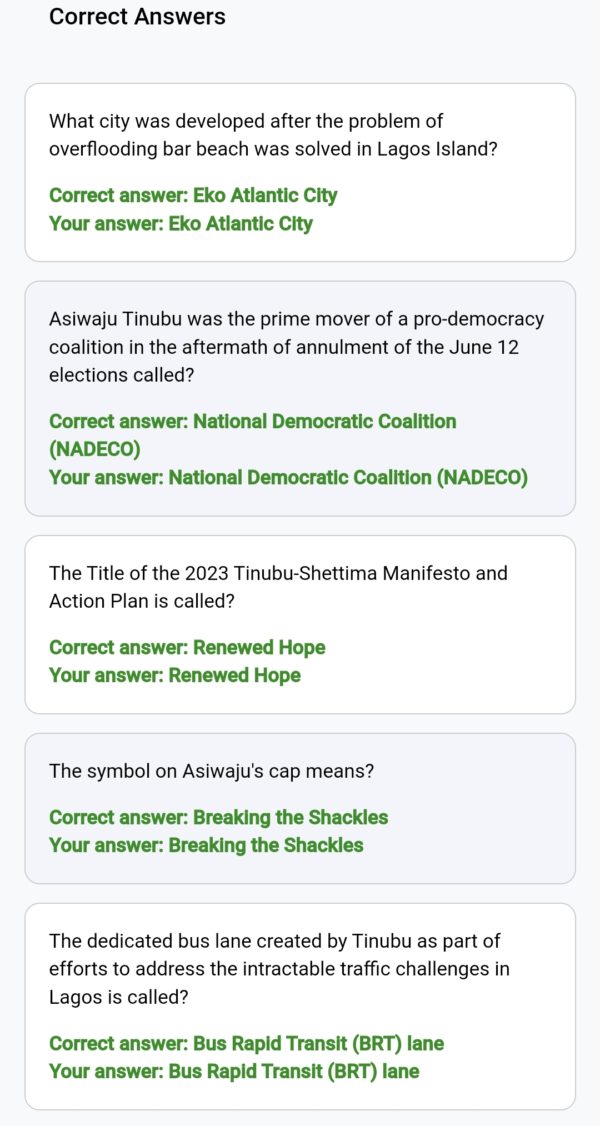 Correct Answers
What city was developed after the problem of
overflooding bar beach was solved in Lagos Island?
Correct answer: Eko Atlantic City
Your answer: Eko Atlantic City
Asiwaju Tinubu was the prime mover of a pro-democracy
coalition in the aftermath of annulment of the June 12
elections called?
Correct answer: National Democratic Coalition
(NADECO)
Your answer: National Democratic Coalition (NADECO)
The Title of the 2023 Tinubu-Shettima Manifesto and
Action Plan is called?
Correct answer: Renewed Hope
Your answer: Renewed Hope
The symbol on Asiwaju's cap means?
Correct answer: Breaking the Shackles
Your answer: Breaking the Shackles
The dedicated bus lane created by Tinubu as part of
efforts to address the intractable traffic challenges in
Lagos is called?
Correct answer: Bus Rapid Transit (BRT) lane
Your answer: Bus Rapid Transit (BRT) lane